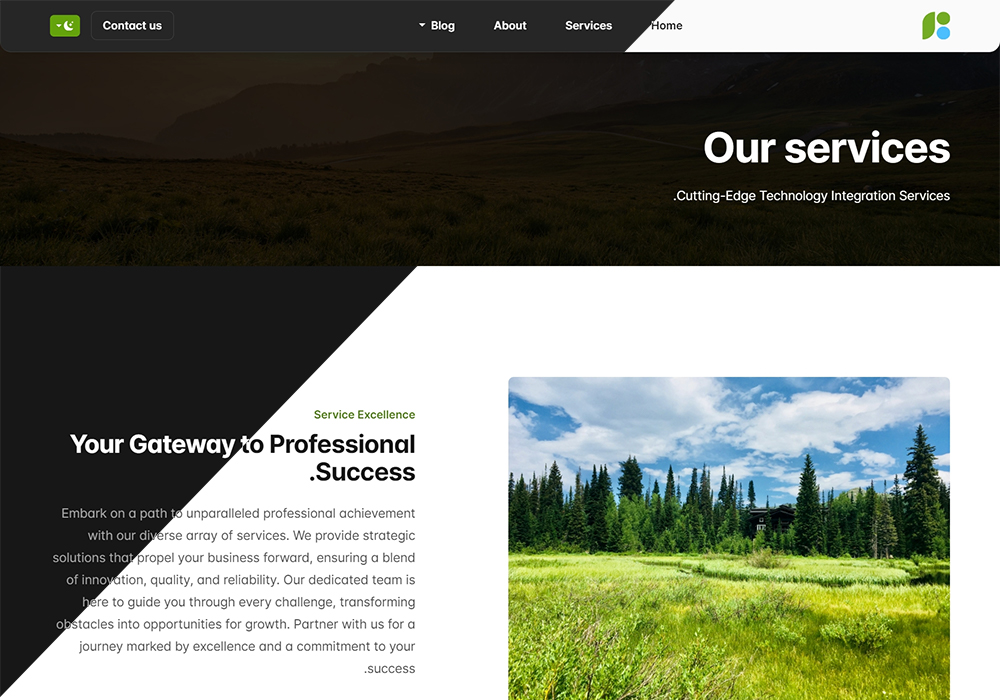 Home
Services
About
Blog
Contact us
Our services
.Cutting-Edge Technology Integration Services
Service Excellence
Your Gateway to Professional
.Success
Embark on a path to unparalleled professional achievement
with our diverse array of services. We provide strategic
solutions that propel your business forward, ensuring a blend
of innovation, quality, and reliability. Our dedicated team is
here to guide you through every challenge, transforming
obstacles into opportunities for growth. Partner with us for a
journey marked by excellence and a commitment to your
.success